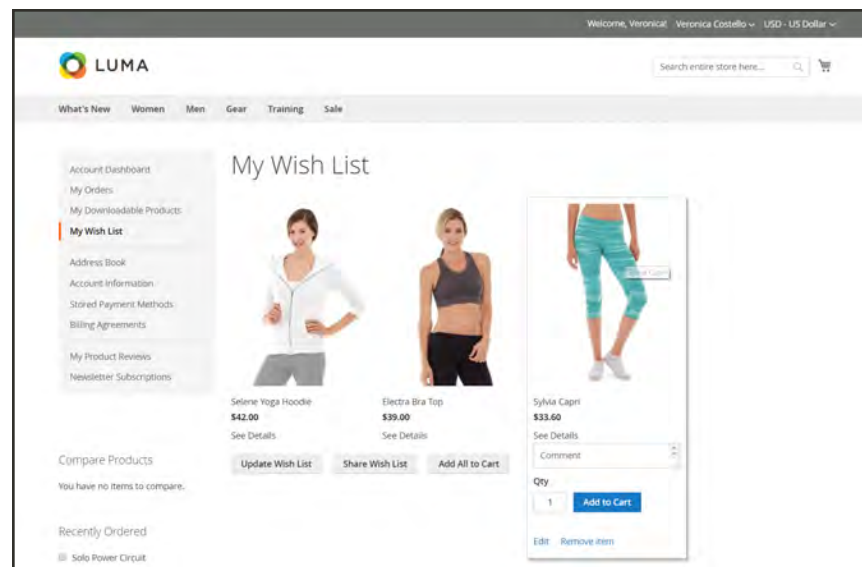 Welcome, Veronica! Veronica Costello USD - US Dollar
LUMA
Search entire store here...
What's New Women Men Gear Training Sale
My Wish List
Account Dashboard
My Orders
My Downloadable Products
My Wish List
Address Book
Account Information
Stored Payment Methods
Billing Agreements
My Product Reviews
Newsletter Subscriptions
Compare Products
You have no items to compare.
Recently Ordered
Solo Power Circuit
Selene Yoga Hoodie
$42.00
See Details
Electra Bra Top
$39.00
See Details
Update Wish List Share Wish List Add All to Cart
Sylvia Capri
Sylvia Capri
$33.60
See Details
Comment
Qty
1 Add to Cart
Edit Remove item